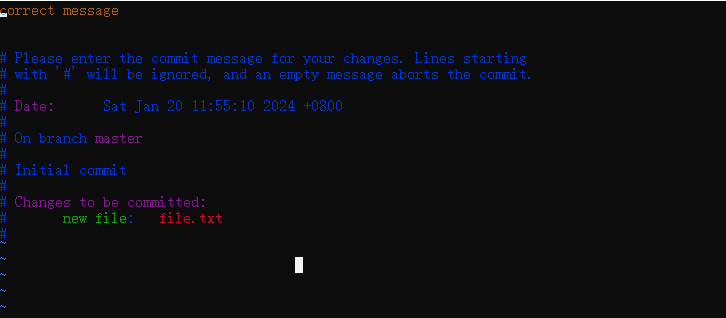 correct message
# Please enter the commit message for your changes. Lines starting
# with '#' will be ignored, and an empty message aborts the commit.
#
# Date:      Sat Jan 20 11:55:10 2024 +0800
#
# On branch master
#
# Initial commit
#
# Changes to be committed:
#       new file:   file.txt
#
~
~
~
~
~